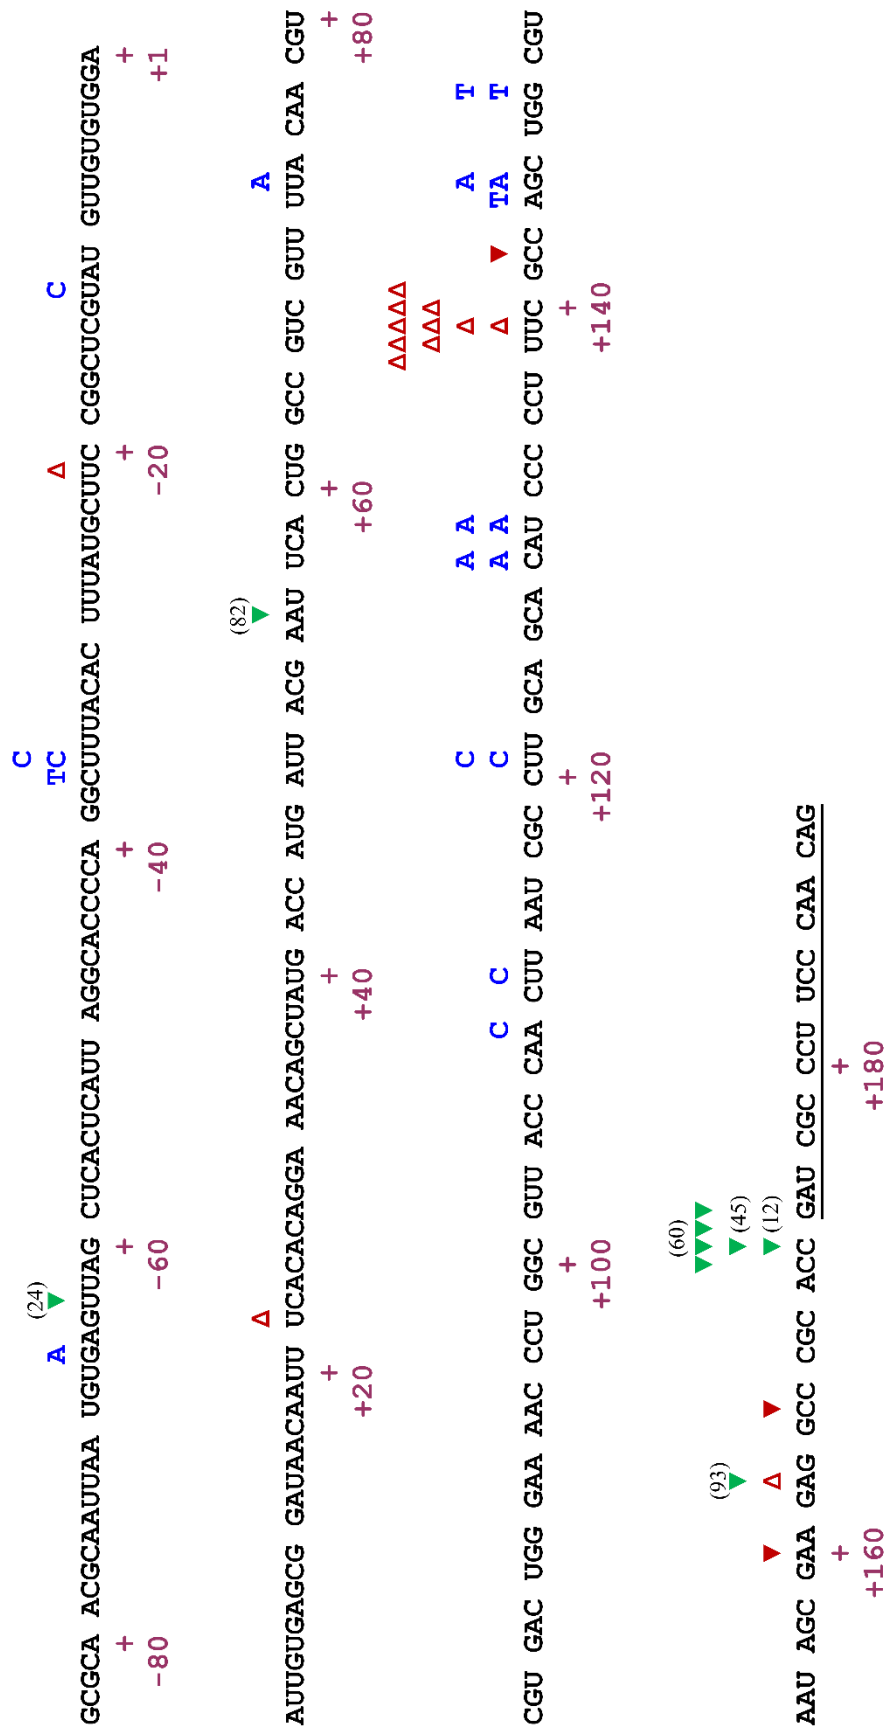 C
(24)
A ▼ TC Δ C
GCGCA ACGCAAUUAA UGUGAGUUAG CUCACUCAUU AGGCACCCCA GGCUUUACAC UUUAUGCUUC CGGCUCGUAU GUUGUGUGGA
+ + + + +
-80 -60 -40 -20 +1
(82)
Δ ▼ A
AUUGUGAGCG GAUAACAAUU UCACACAGGA AACAGCUAUG ACC AUG AUU ACG AAU UCA CUG GCC GUC GUU UUA CAA CGU
+ + + +
+20 +40 +60 +80
ΔΔΔΔΔ
ΔΔΔ
C A A Δ A T
C C C A A Δ ▼ TA T
CGU GAC UGG GAA AAC CCU GGC GUU ACC CAA CUU AAU CGC CUU GCA GCA CAU CCC CCU UUC GCC AGC UGG CGU
+ + +
+100 +120 +140
(60)
▼▼▼▼
(93)
▼ ▼ (45)
▼ Δ ▼ ▼ (12)
AAU AGC GAA GAG GCC CGC ACC GAU CGC CCU UCC CAA CAG
+ +
+160 +180